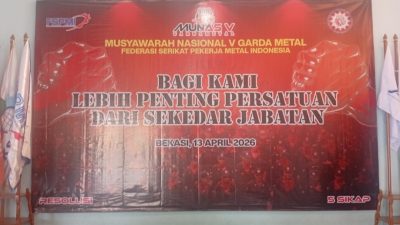 FSPMI
MUNAS V
MUSYAWARAH NASIONAL V GARDA METAL
FEDERASI SERIKAT PEKERJA METAL INDONESIA
BAGI KAMI
LEBIH PENTING PERSATUAN
DARI SEKEDAR JABATAN
BEKASI, 13 APRIL 2026
RESOLUSI
5 SIKAP